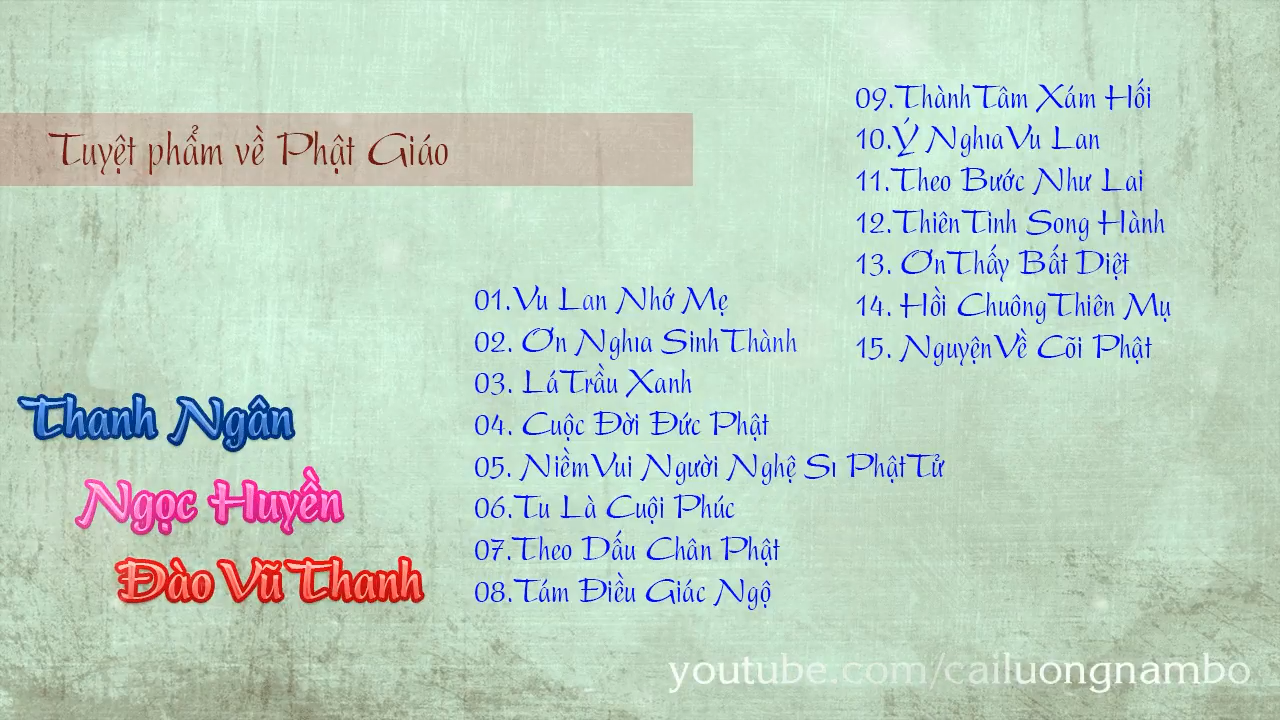 Tuyệt phẩm về Phật Giáo
Thanh Ngân
Ngọc Huyền
Đào Vũ Thanh
01.Vu Lan Nhớ Mẹ
02. Ơn Nghıa Sinh Thành
03. Lá Trầu Xanh
04. Cuộc Đời Đức Phật
05. Niềm Vui Người Nghệ Sı Phật Tử
06.Tu Là Cuội Phúc
07.Theo Dấu Chân Phật
08.Tám Điều Giác Ngộ
09.Thành Tâm Xám Hối
10.Ý Nghıa Vu Lan
11.Theo Bước Như Lai
12.Thiên Tình Song Hành
13. Ơn Thấy Bất Diệt
14. Hồi Chuông Thiên Mụ
15. Nguyện Về Cõi Phật
youtube.com/cailuongnambo